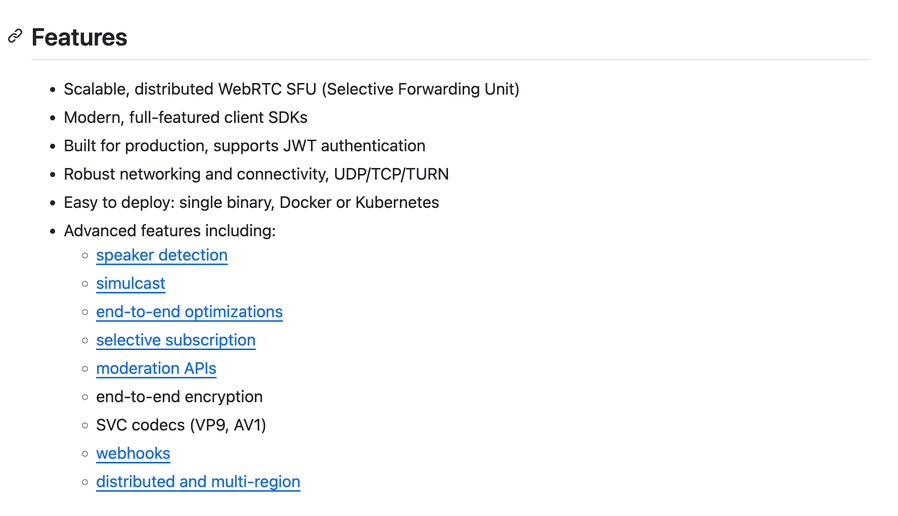 Features
Scalable, distributed WebRTC SFU (Selective Forwarding Unit)
Modern, full-featured client SDKs
Built for production, supports JWT authentication
Robust networking and connectivity, UDP/TCP/TURN
Easy to deploy: single binary, Docker or Kubernetes
Advanced features including:
speaker detection
simulcast
end-to-end optimizations
selective subscription
moderation APIs
end-to-end encryption
SVC codecs (VP9, AV1)
webhooks
distributed and multi-region